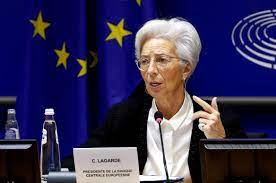 C. LAGARDE
PRÉSIDENTE DE LA BANQUE
CENTRALE EUROPÉENNE